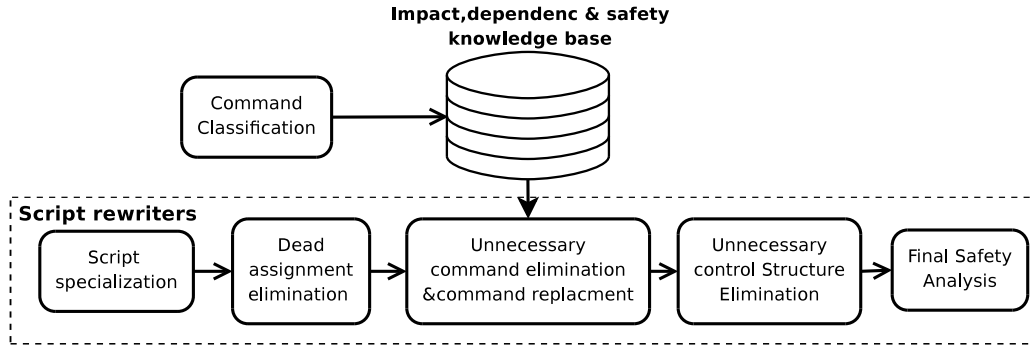 Impact,dependenc & safety
knowledge base
Command
Classification
Script rewriters
Script
specialization
Dead
assignment
elimination
Unnecessary
command elimination
&command replacment
Unnecessary
control Structure
Elimination
Final Safety
Analysis